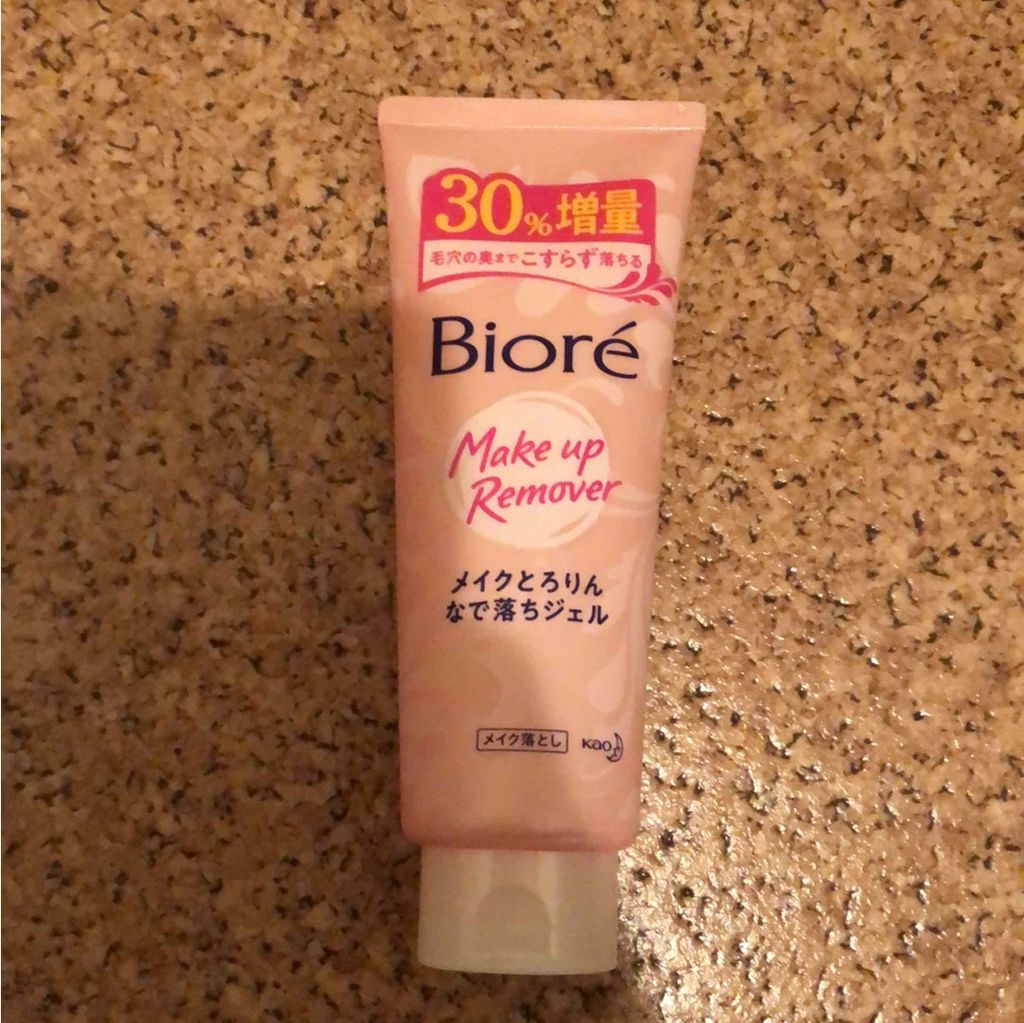 30%増量
毛穴の奥までこすらず落ちる
Bioré
Make up
Remover
メイクとろりん
なで落ちジェル
メイク落とし
Kao